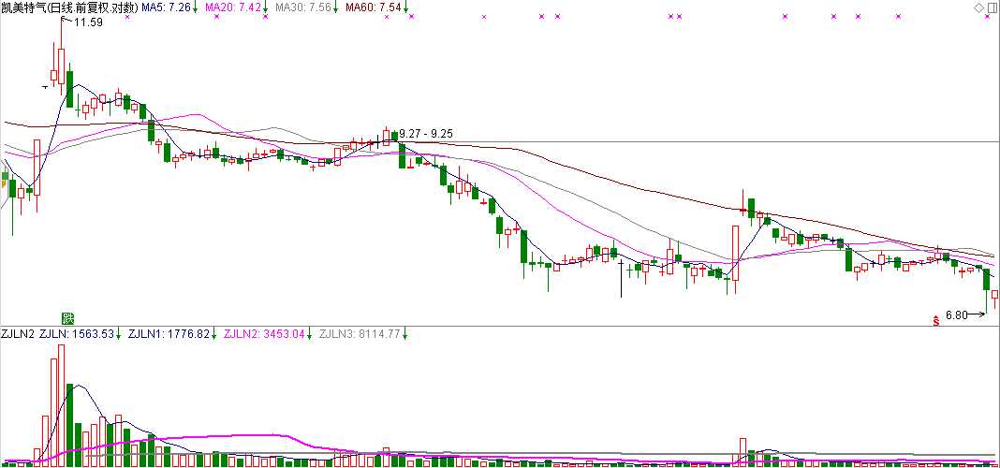 凯美特气(日线.前复权.对数) MA5: 7.26↓ MA20: 7.42↓ MA30: 7.56↓ MA60: 7.54↓
11.59
9.27 - 9.25
6.80
跌
S
ZJLN2 ZJLN: 1563.53↓ ZJLN1: 1776.82↓ ZJLN2: 3453.04↓ ZJLN3: 8114.77↓